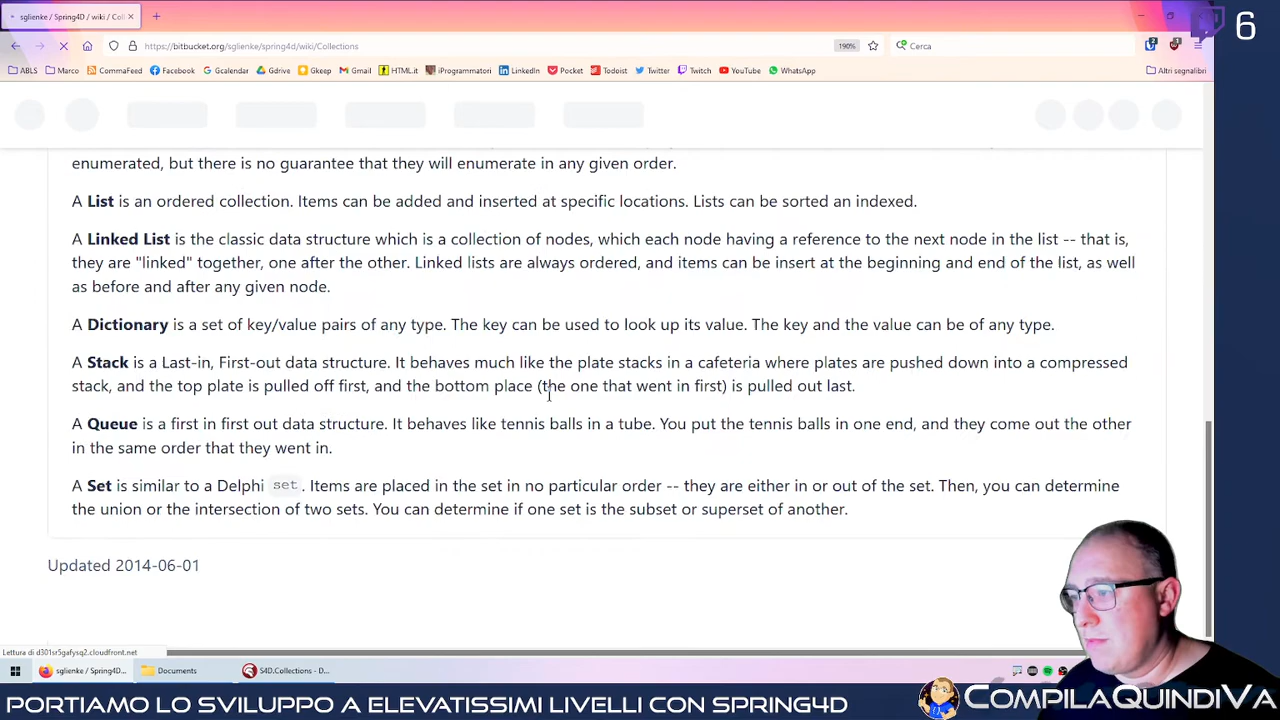 sglienke / Spring4D / wiki / Coll
6
https://bitbucket.org/sglienke/spring4d/wiki/Collections
190%
Cerca
ABLS Marco CommaFeed Facebook Gcalendar Gdrive Gkeep Gmail HTML.it iProgrammatori LinkedIn Pocket Todoist Twitter Twitch YouTube WhatsApp Altri segnalibri
enumerated, but there is no guarantee that they will enumerate in any given order.
A List is an ordered collection. Items can be added and inserted at specific locations. Lists can be sorted an indexed.
A Linked List is the classic data structure which is a collection of nodes, which each node having a reference to the next node in the list -- that is,
they are "linked" together, one after the other. Linked lists are always ordered, and items can be insert at the beginning and end of the list, as well
as before and after any given node.
A Dictionary is a set of key/value pairs of any type. The key can be used to look up its value. The key and the value can be of any type.
A Stack is a Last-in, First-out data structure. It behaves much like the plate stacks in a cafeteria where plates are pushed down into a compressed
stack, and the top plate is pulled off first, and the bottom place (the one that went in first) is pulled out last.
A Queue is a first in first out data structure. It behaves like tennis balls in a tube. You put the tennis balls in one end, and they come out the other
in the same order that they went in.
A Set is similar to a Delphi set. Items are placed in the set in no particular order -- they are either in or out of the set. Then, you can determine
the union or the intersection of two sets. You can determine if one set is the subset or superset of another.
Updated 2014-06-01
Lettura di d301sr5gafysq2.cloudfront.net
sglienke / Spring4D... Documents S4D.Collections - D...
PORTIAMO LO SVILUPPO A ELEVATISSIMI LIVELLI CON SPRING4D
COMPILAQUINDIVA